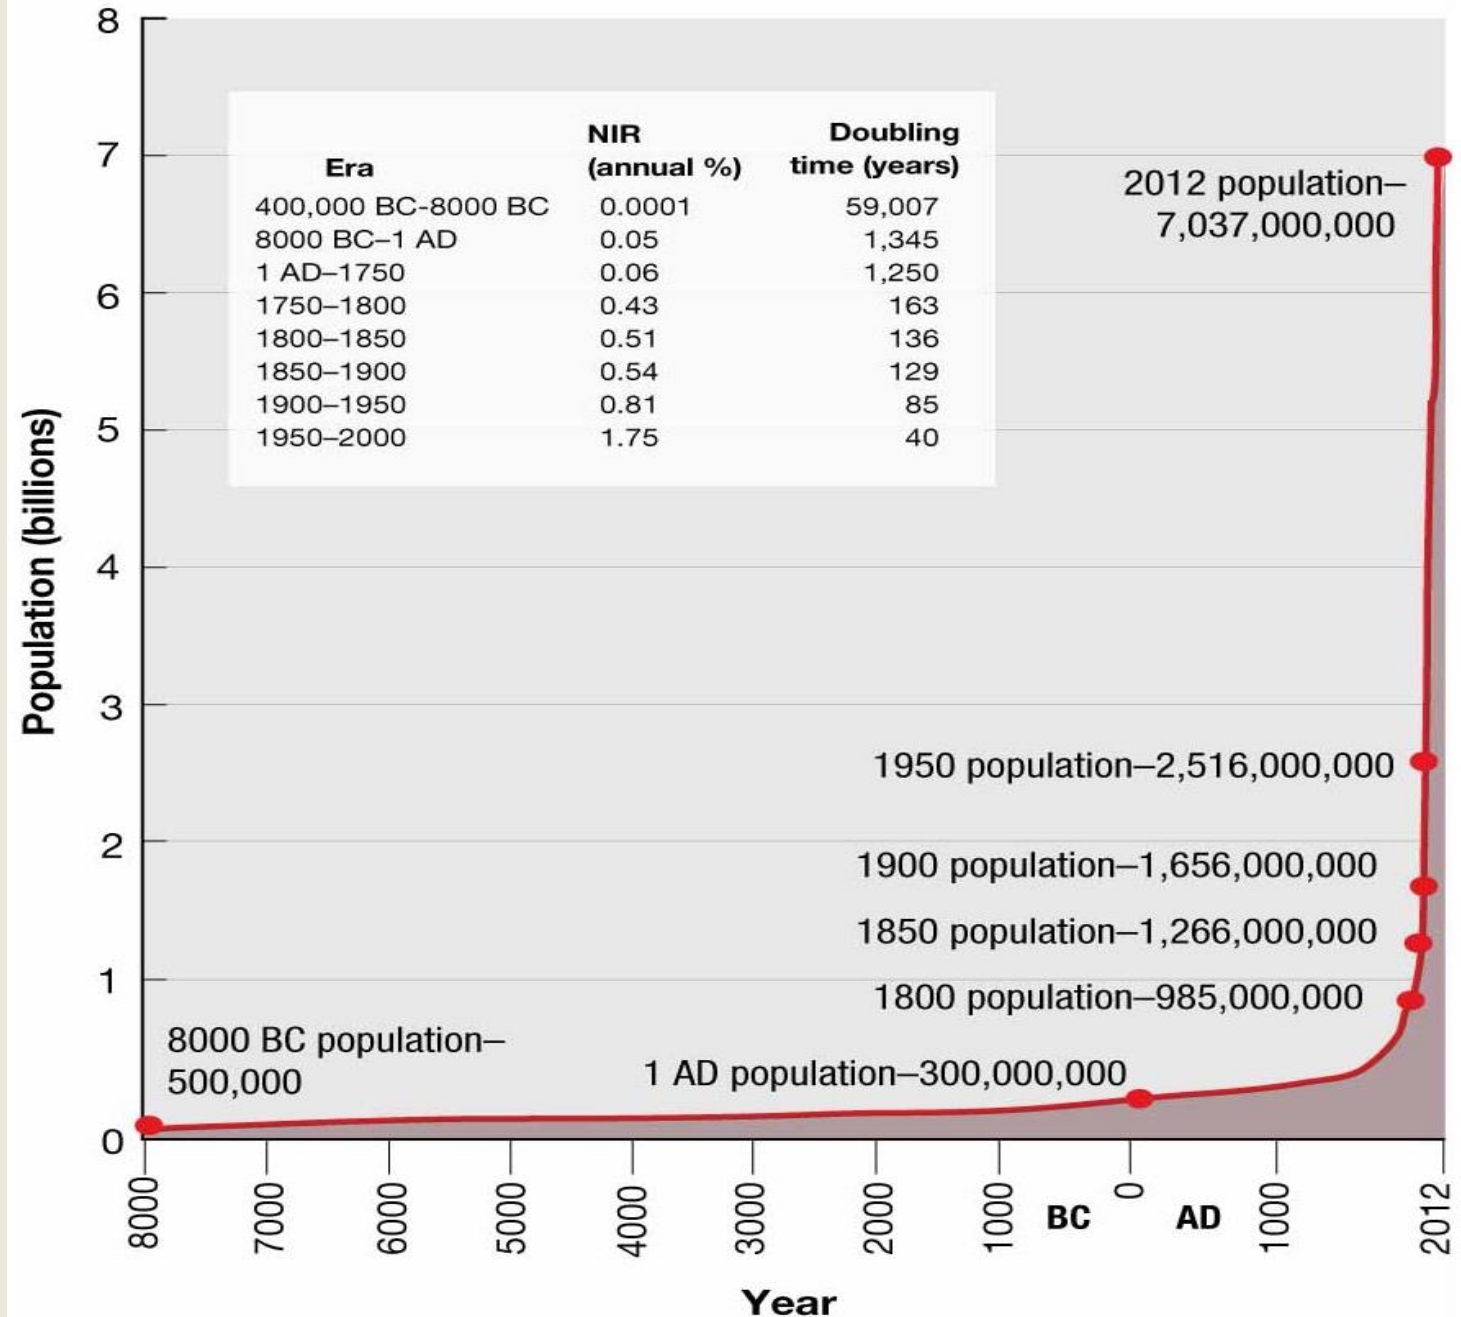 8
7
6
5
4
3
2
1
0
Population (billions)
Era NIR (annual %) Doubling time (years)
400,000 BC-8000 BC 0.0001 59,007
8000 BC–1 AD 0.05 1,345
1 AD–1750 0.06 1,250
1750–1800 0.43 163
1800–1850 0.51 136
1850–1900 0.54 129
1900–1950 0.81 85
1950–2000 1.75 40
2012 population–
7,037,000,000
1950 population–2,516,000,000
1900 population–1,656,000,000
1850 population–1,266,000,000
1800 population–985,000,000
8000 BC population–
500,000
1 AD population–300,000,000
8000 7000 6000 5000 4000 3000 2000 1000 0 1000 2012
BC AD
Year